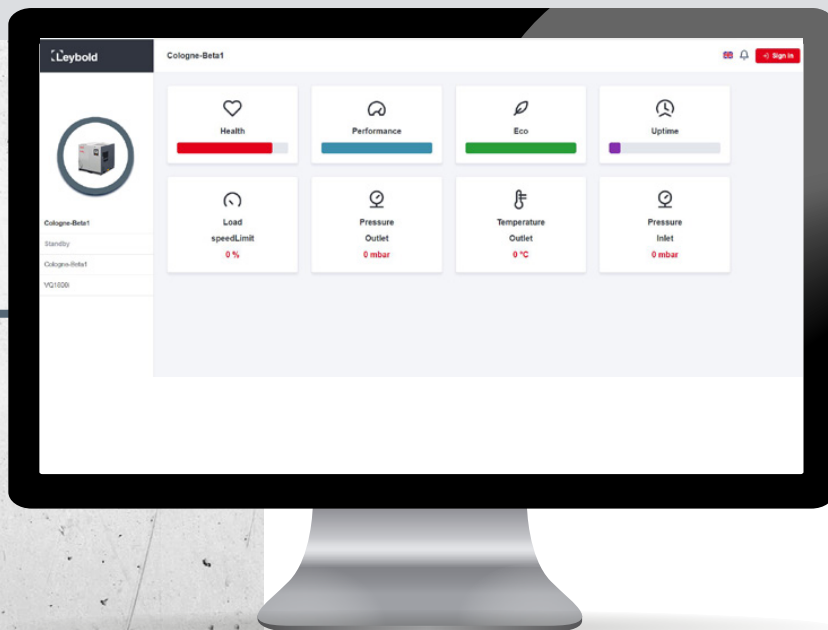 Leybold
Cologne-Beta1
Sign in
Health
Performance
Eco
Uptime
Cologne-Beta1
Standby
Cologne-Beta1
VQ1800i
Load
speedLimit
0 %
Pressure
Outlet
0 mbar
Temperature
Outlet
0 °C
Pressure
Inlet
0 mbar